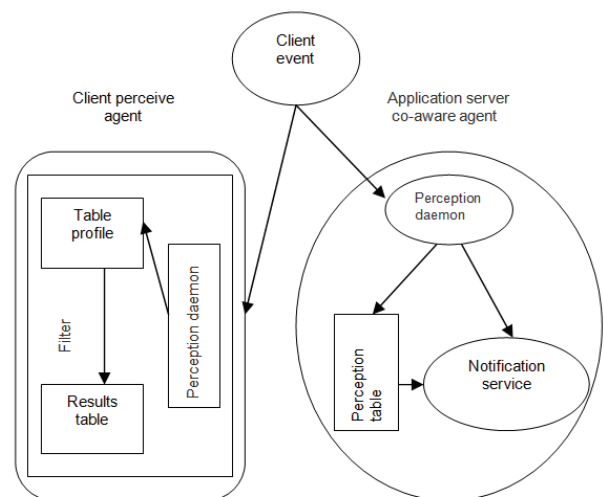 Client
event
Client perceive
agent
Application server
co-aware agent
Table
profile
Perception daemon
Filter
Results
table
Perception
daemon
Perception
table
Notification
service